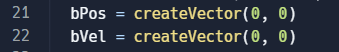 21 bPos = createVector(0, 0)
22 bVel = createVector(0, 0)